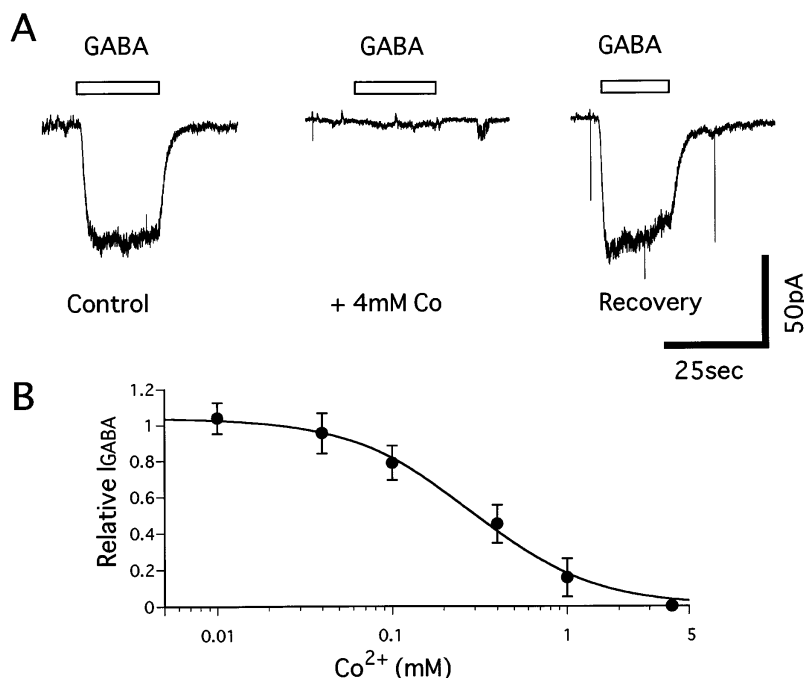 A
GABA GABA GABA
Control + 4mM Co Recovery
50pA
25sec
B
Relative IGABA
1.2
1
0.8
0.6
0.4
0.2
0
0.01 0.1 1 5
Co2+ (mM)